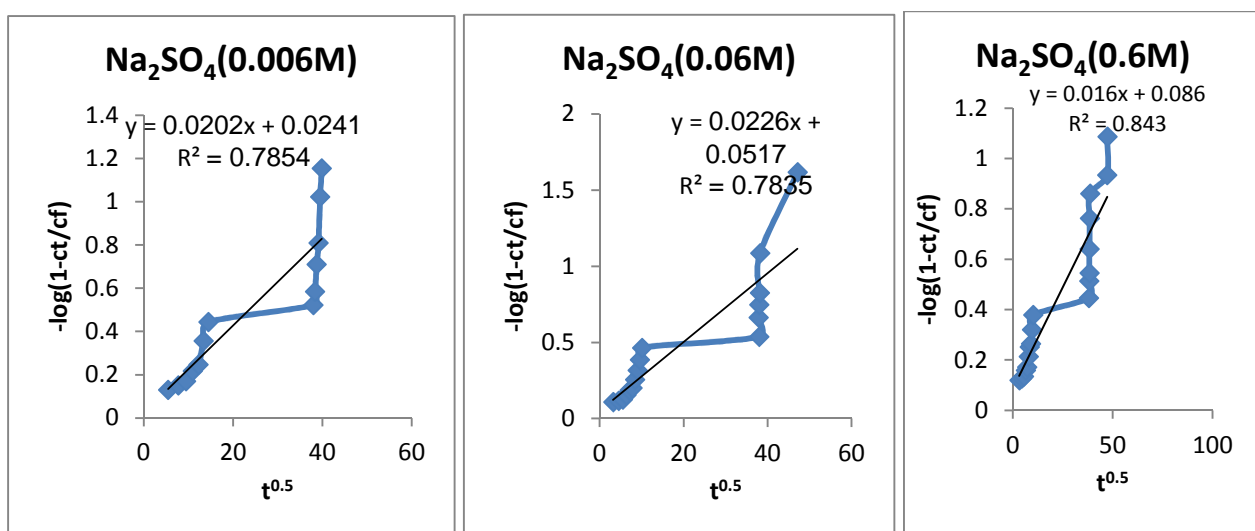 Na₂SO₄(0.006M)
y = 0.0202x + 0.0241
R² = 0.7854
1.4
1.2
1
0.8
0.6
0.4
0.2
0
0 20 40 60
-log(1-ct/cf)
t⁰·⁵
Na₂SO₄(0.06M)
y = 0.0226x +
0.0517
R² = 0.7835
2
1.5
1
0.5
0
0 20 40 60
-log(1-ct/cf)
t⁰·⁵
Na₂SO₄(0.6M)
y = 0.016x + 0.086
R² = 0.843
1.2
1
0.8
0.6
0.4
0.2
0
0 50 100
-log(1-ct/cf)
t⁰·⁵